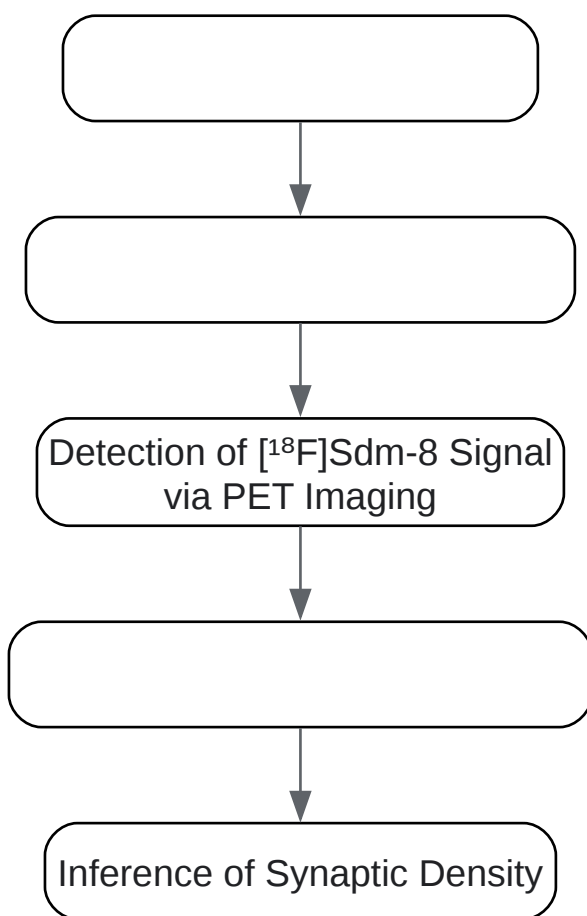 Detection of [¹⁸F]Sdm-8 Signal
via PET Imaging
Inference of Synaptic Density